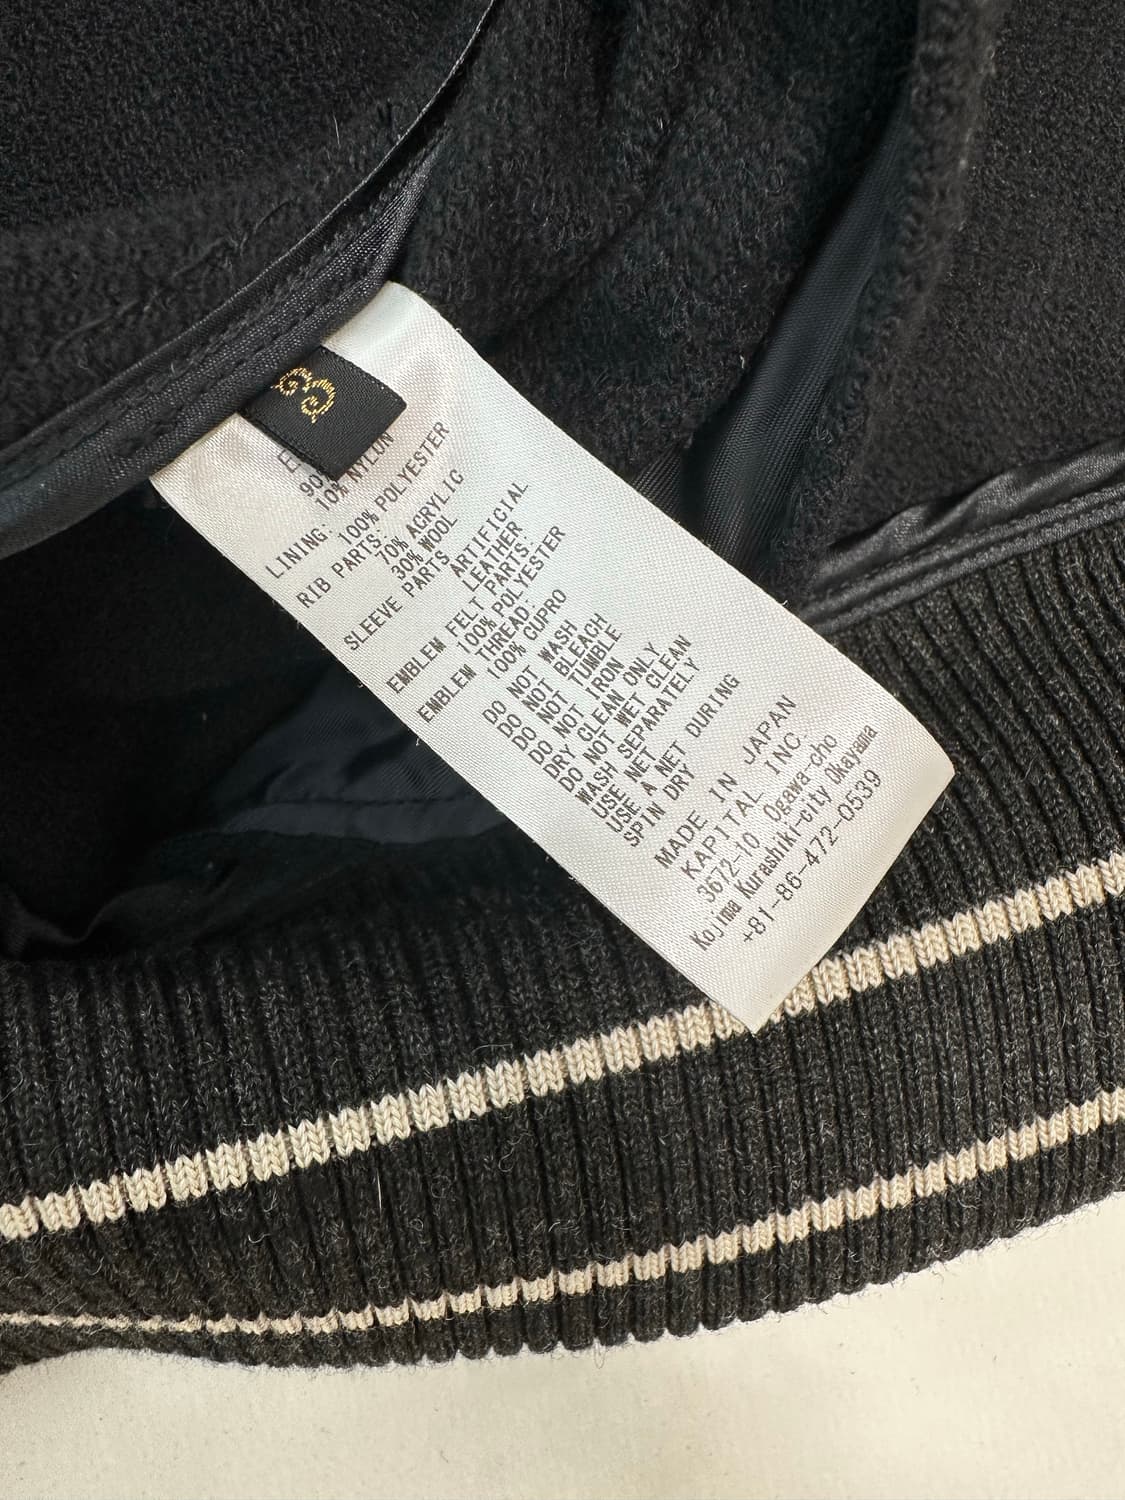 10% NYLON
LINING: 100% POLYESTER
RIB PARTS: 70% ACRYLIC
30% WOOL
SLEEVE PARTS ARTIFICIAL
LEATHER
EMBLEM FELT PARTS.
100% POLYESTER
EMBLEM THREAD.
100% CUPRO
DO NOT WASH
DO NOT BLEACH
DO NOT TUMBLE
DO NOT IRON
DRY CLEAN ONLY
DO NOT WET CLEAN
WASH SEPARATELY
USE NET
USE A NET DURING
SPIN DRY
MADE IN JAPAN
KAPITAL INC.
3672-10 Ogawa-cho
Kojima Kurashiki-city Okayama
+81-86-472-0539